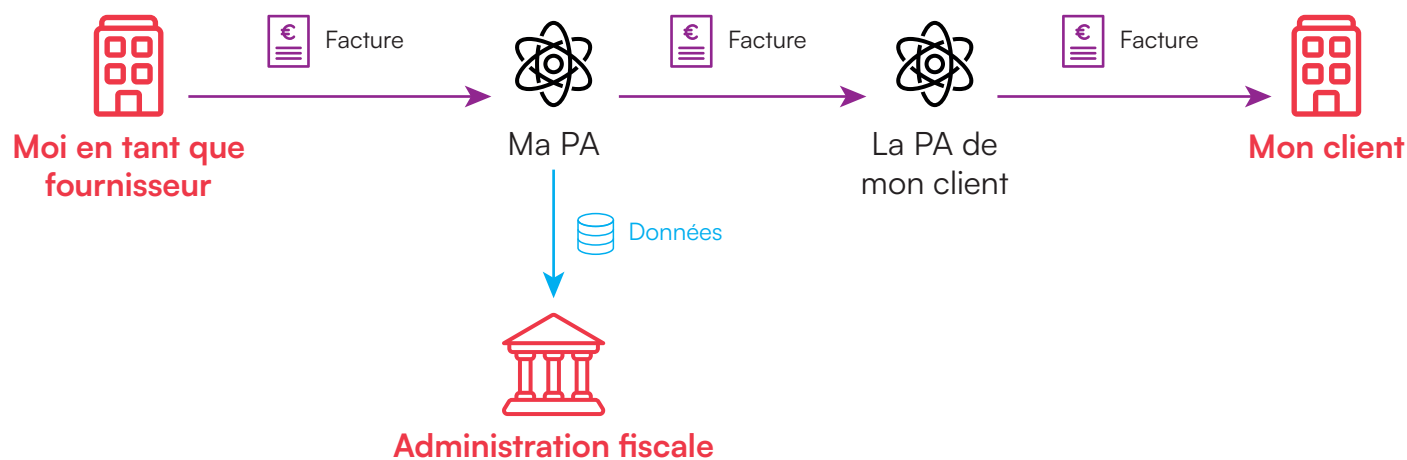 € Facture
€ Facture
€ Facture
Moi en tant que
fournisseur
Ma PA
La PA de
mon client
Mon client
Données
Administration fiscale